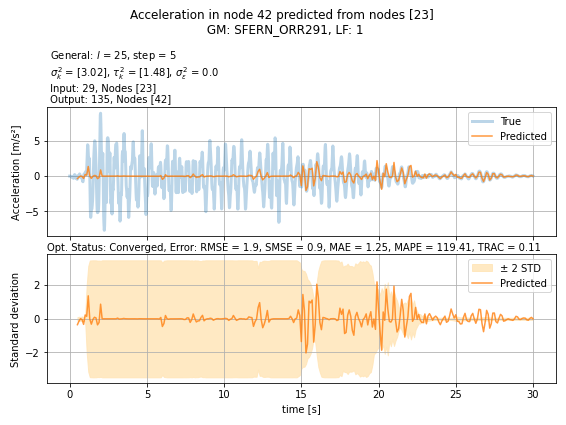 Acceleration in node 42 predicted from nodes [23]
GM: SFERN_ORR291, LF: 1
General: l = 25, step = 5
σ²ₖ = [3.02], τ²ₖ = [1.48], σ²ε = 0.0
Input: 29, Nodes [23]
Output: 135, Nodes [42]
Acceleration [m/s²]
5
0
−5
True
Predicted
Opt. Status: Converged, Error: RMSE = 1.9, SMSE = 0.9, MAE = 1.25, MAPE = 119.41, TRAC = 0.11
Standard deviation
2
0
−2
± 2 STD
Predicted
0 5 10 15 20 25 30
time [s]